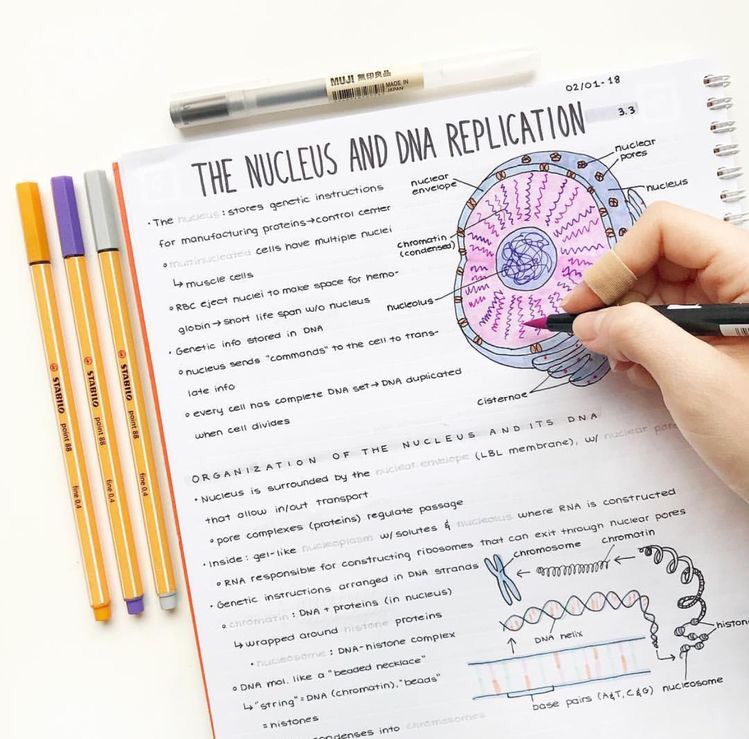 MUJI 無印良品
MADE IN JAPAN
02/01-18
3.3
THE NUCLEUS AND DNA REPLICATION
• The nucleus : stores genetic instructions
for manufacturing proteins → control center
o multinucleated cells have multiple nuclei
↳ muscle cells
o RBC eject nuclei to make space for hemo-
globin → short life span w/o nucleus
• Genetic info stored in DNA
o nucleus sends "commands" to the cell to trans-
late info
o every cell has complete DNA set → DNA duplicated
when cell divides
nuclear envelope
chromatin (condensed)
nucleolus
nuclear pores
nucleus
Cisternae
ORGANIZATION OF THE NUCLEUS AND ITS DNA
• Nucleus is surrounded by the nuclear envelope (LBL membrane), w/ nuclear pore
that allow in/out transport
o pore complexes (proteins) regulate passage
• Inside : gel-like nucleoplasm w/ solutes & nucleolus where RNA is constructed
o RNA responsible for constructing ribosomes that can exit through nuclear pores
• Genetic instructions arranged in DNA strands
o chromatin : DNA + proteins (in nucleus)
↳ wrapped around histone proteins
• nucleosome : DNA-histone complex
o DNA mol. like a "beaded necklace"
↳ "string" = DNA (chromatin), "beads"
= histones
condenses into chromosomes
chromosome
chromatin
DNA helix
histone
nucleosome
base pairs (A&T, C&G)
STABILO point 88 fine 0.4
STABILO point 88 fine 0.4
STABILO point 88 fine 0.4